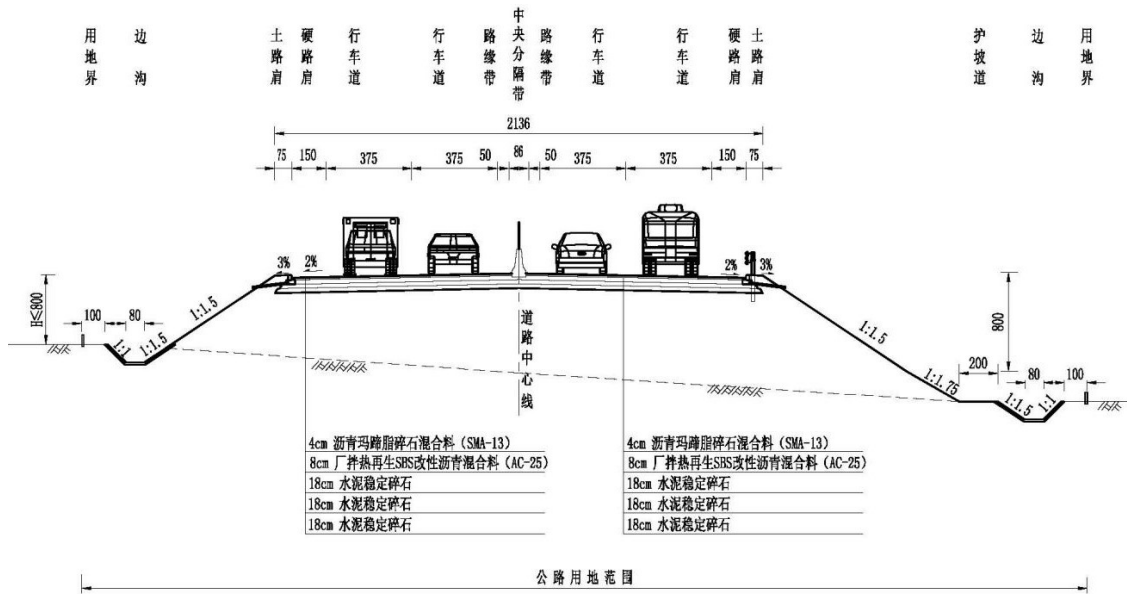 用地界
边沟
土路肩
硬路肩
行车道
行车道
路缘带
中央分隔带
路缘带
行车道
行车道
硬路肩
土路肩
护坡道
边沟
用地界
2136
75 150 375 375 50 86 50 375 375 150 75
3% 2% 2% 3%
H≤800
100 80
1:1 1:1.5 1:1.5
道路中心线
1:1.5
800
1:1.75
200
80 100
1:1.5 1:1
4cm 沥青玛蹄脂碎石混合料（SMA-13）
8cm 厂拌热再生SBS改性沥青混合料（AC-25）
18cm 水泥稳定碎石
18cm 水泥稳定碎石
18cm 水泥稳定碎石
4cm 沥青玛蹄脂碎石混合料（SMA-13）
8cm 厂拌热再生SBS改性沥青混合料（AC-25）
18cm 水泥稳定碎石
18cm 水泥稳定碎石
18cm 水泥稳定碎石
公路用地范围